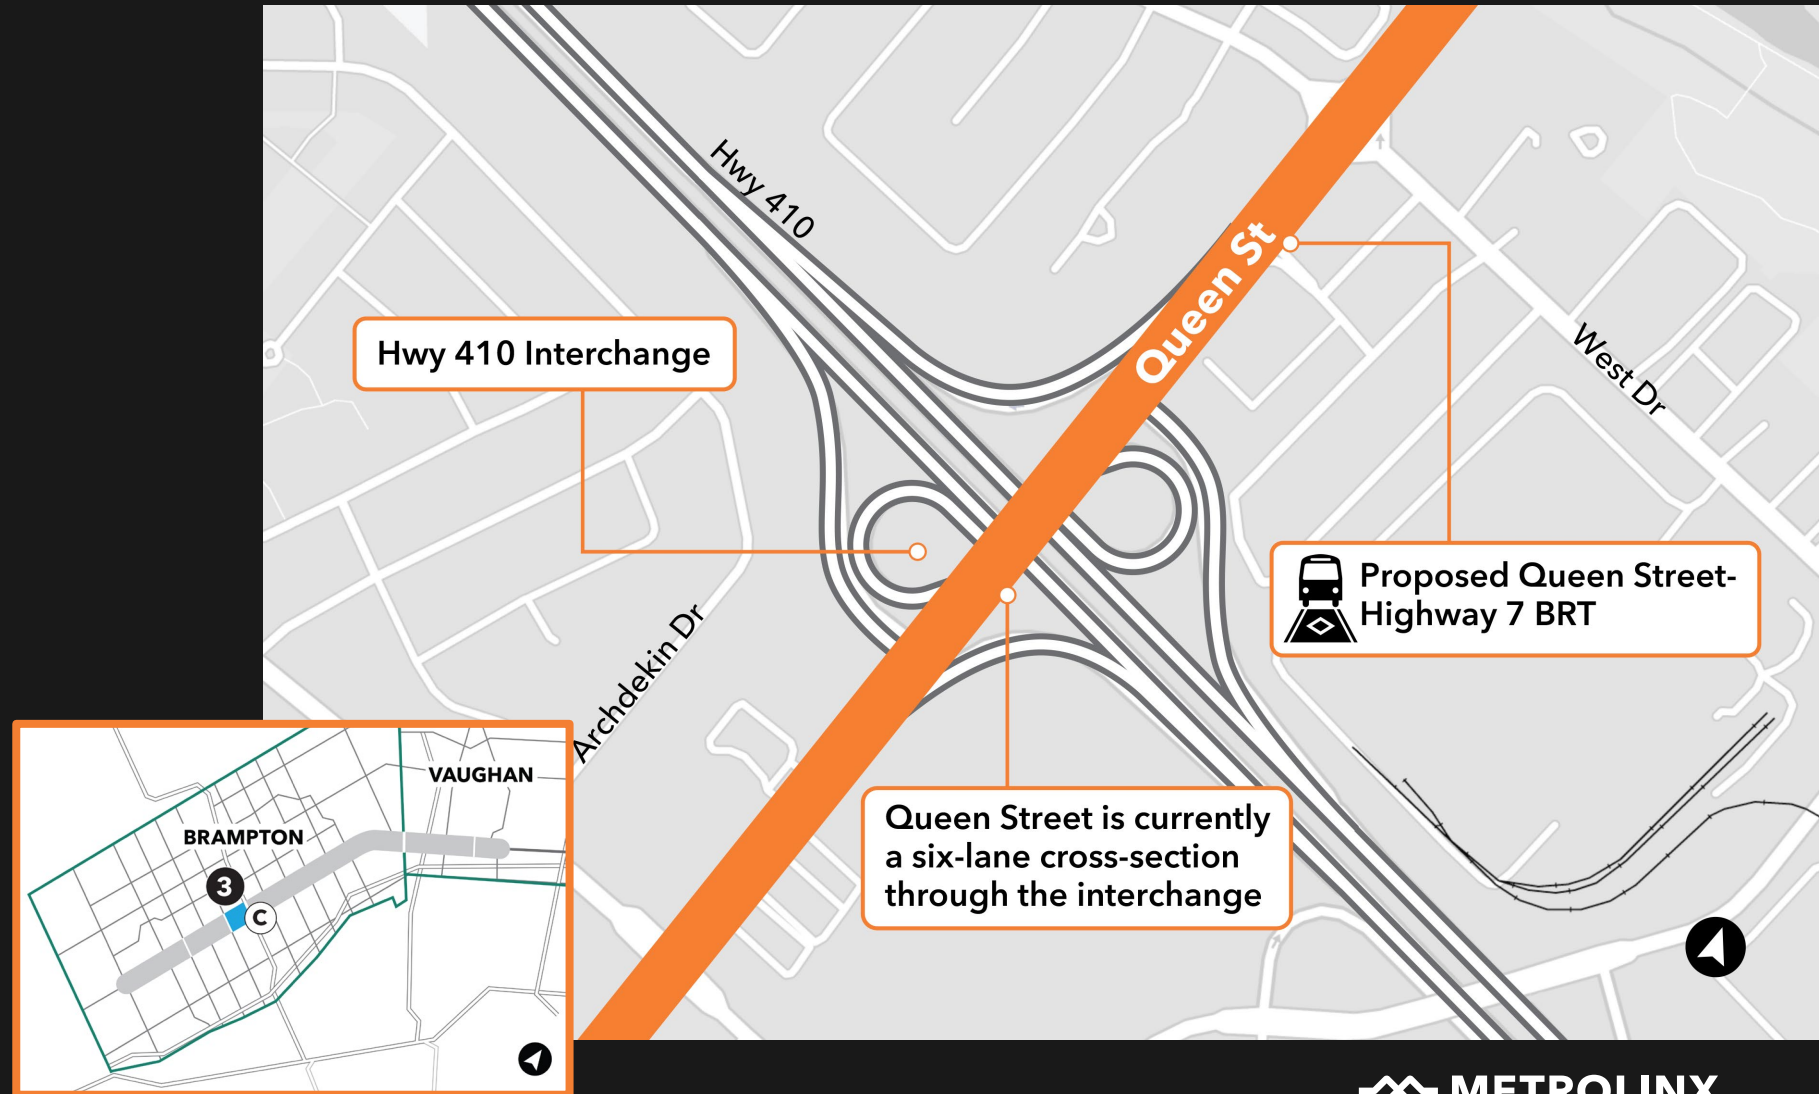 Hwy 410
Queen St
Hwy 410 Interchange
West Dr
Proposed Queen Street-
Highway 7 BRT
Archdekin Dr
VAUGHAN
BRAMPTON
3
C
Queen Street is currently
a six-lane cross-section
through the interchange
METROLINX